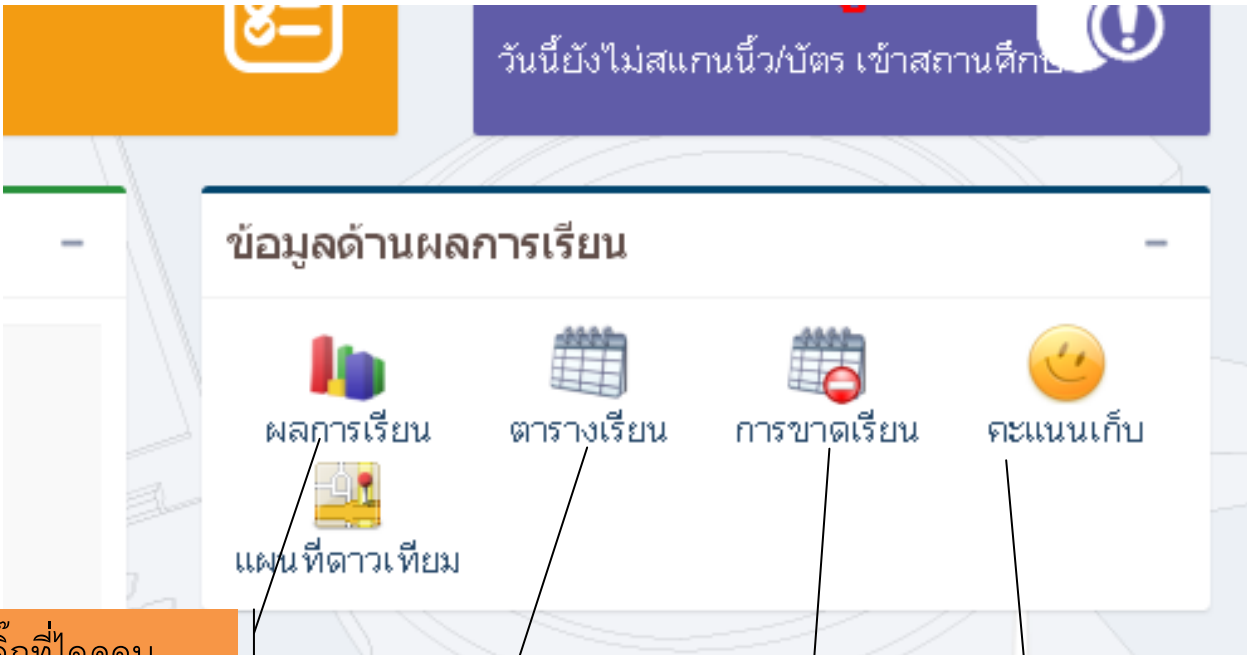 วันนี้ยังไม่สแกนนิ้ว/บัตร เข้าสถานศึกษา
ข้อมูลด้านผลการเรียน
ผลการเรียน
ตารางเรียน
การขาดเรียน
คะแนนเก็บ
แผนที่ดาวเทียม